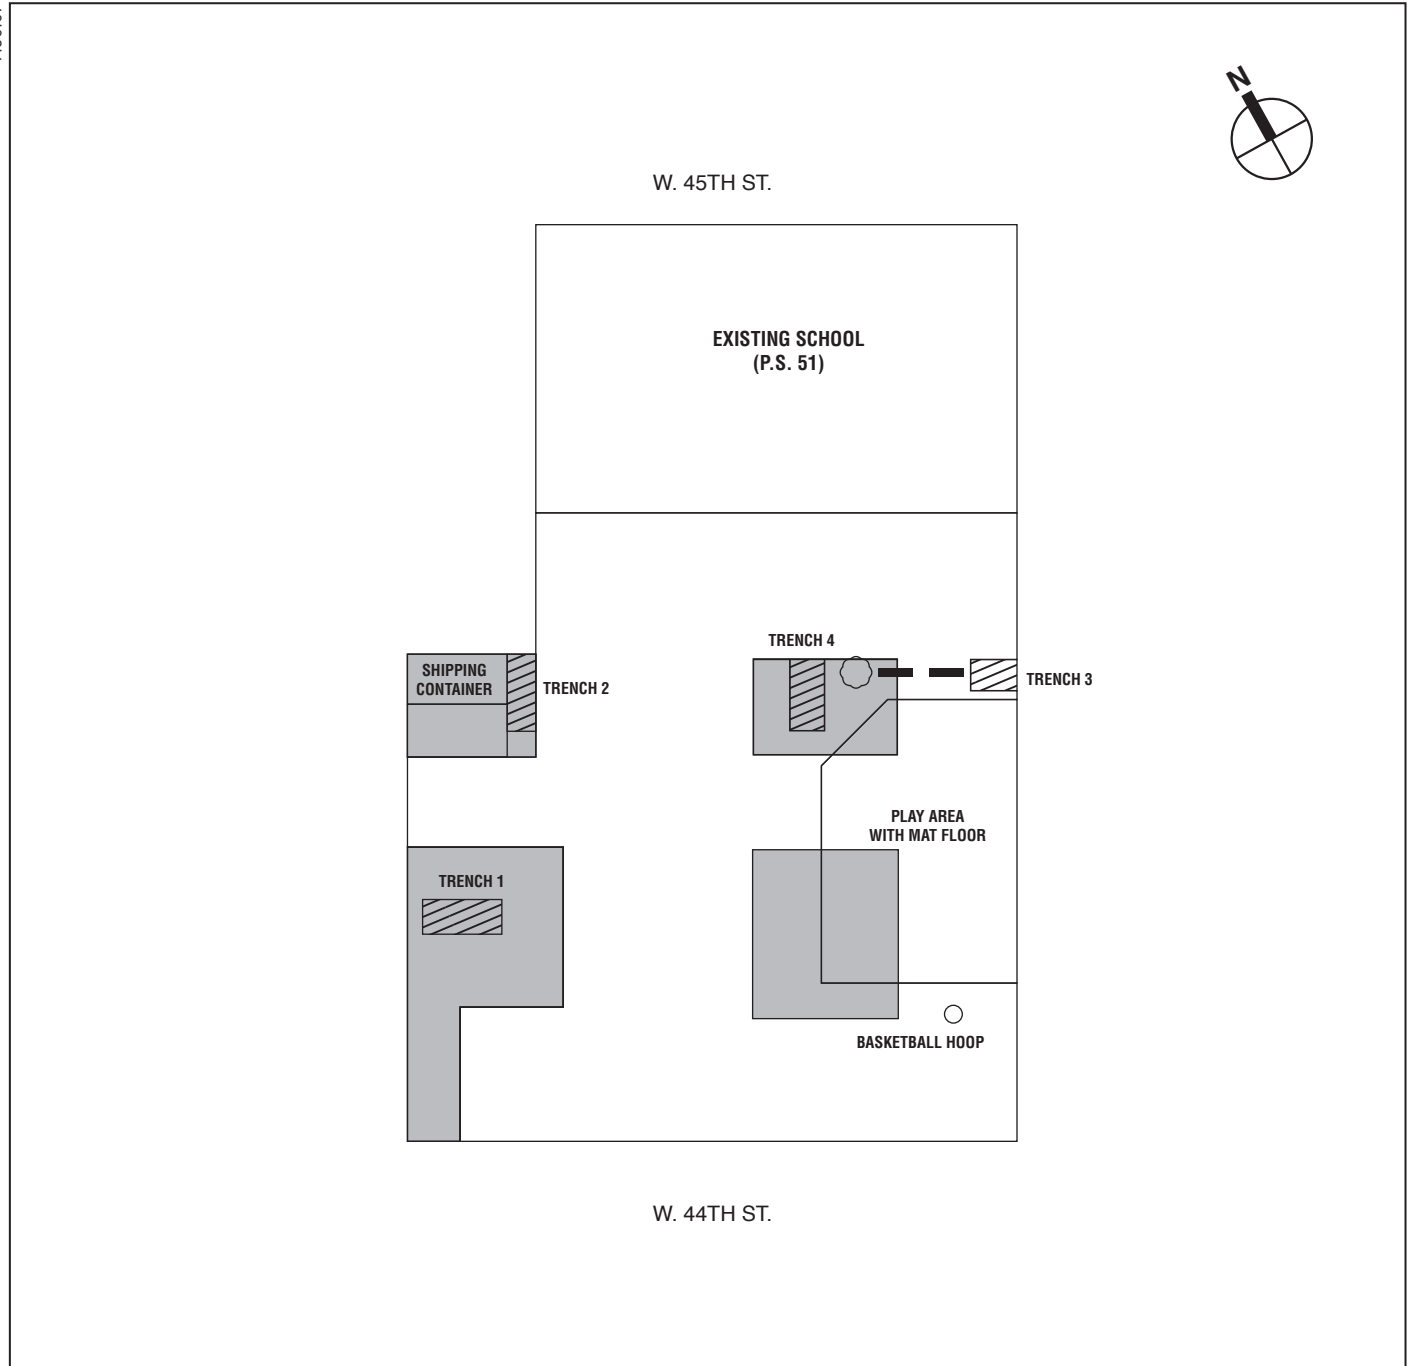 N
W. 45TH ST.
EXISTING SCHOOL
(P.S. 51)
TRENCH 4
SHIPPING
CONTAINER
TRENCH 2
TRENCH 3
PLAY AREA
WITH MAT FLOOR
TRENCH 1
BASKETBALL HOOP
W. 44TH ST.